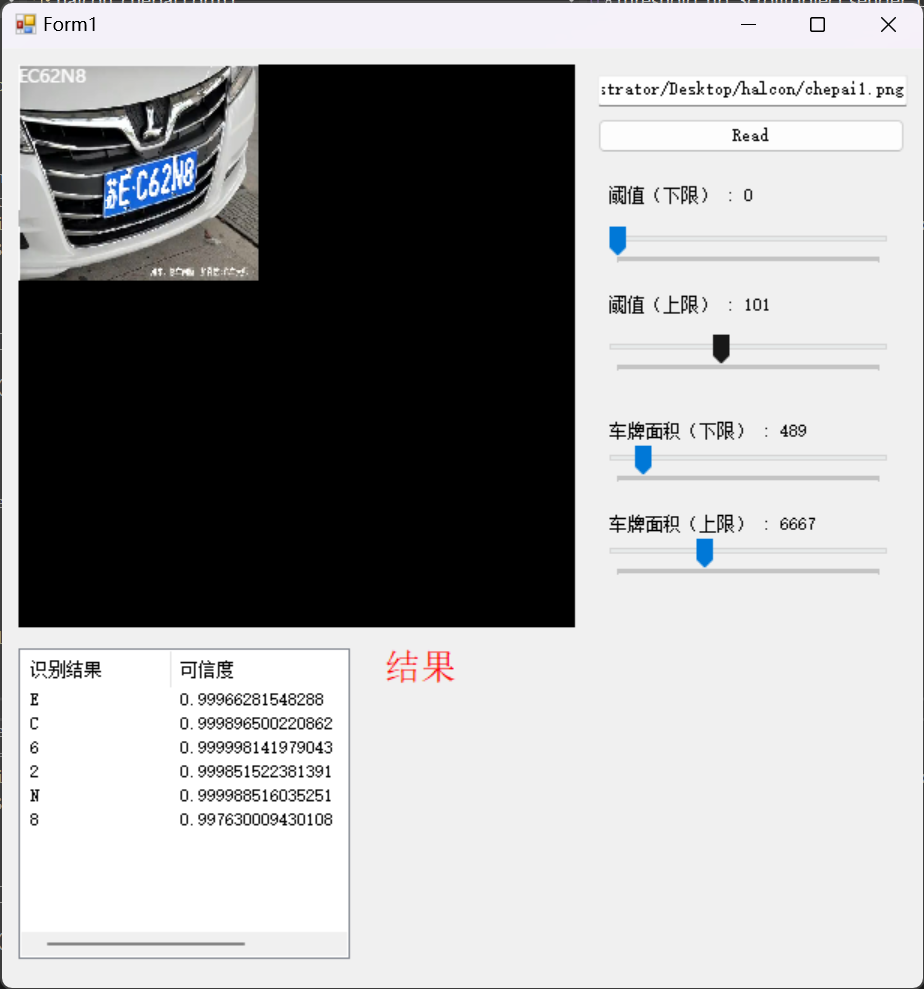 Form1
EC62N8
苏E·C62N8
strator/Desktop/halcon/chepai1.png
Read
阈值（下限） : 0
阈值（上限） : 101
车牌面积（下限） : 489
车牌面积（上限） : 6667
识别结果 可信度
E 0.99966281548288
C 0.999896500220862
6 0.999998141979043
2 0.999851522381391
N 0.999988516035251
8 0.997630009430108
结果